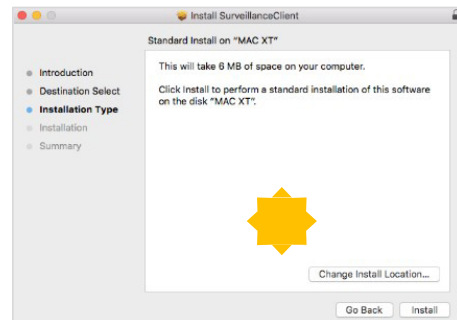 Install SurveillanceClient
Standard Install on "MAC XT"
Introduction
Destination Select
Installation Type
Installation
Summary
This will take 6 MB of space on your computer.
Click Install to perform a standard installation of this software
on the disk "MAC XT".
Change Install Location...
Go Back
Install